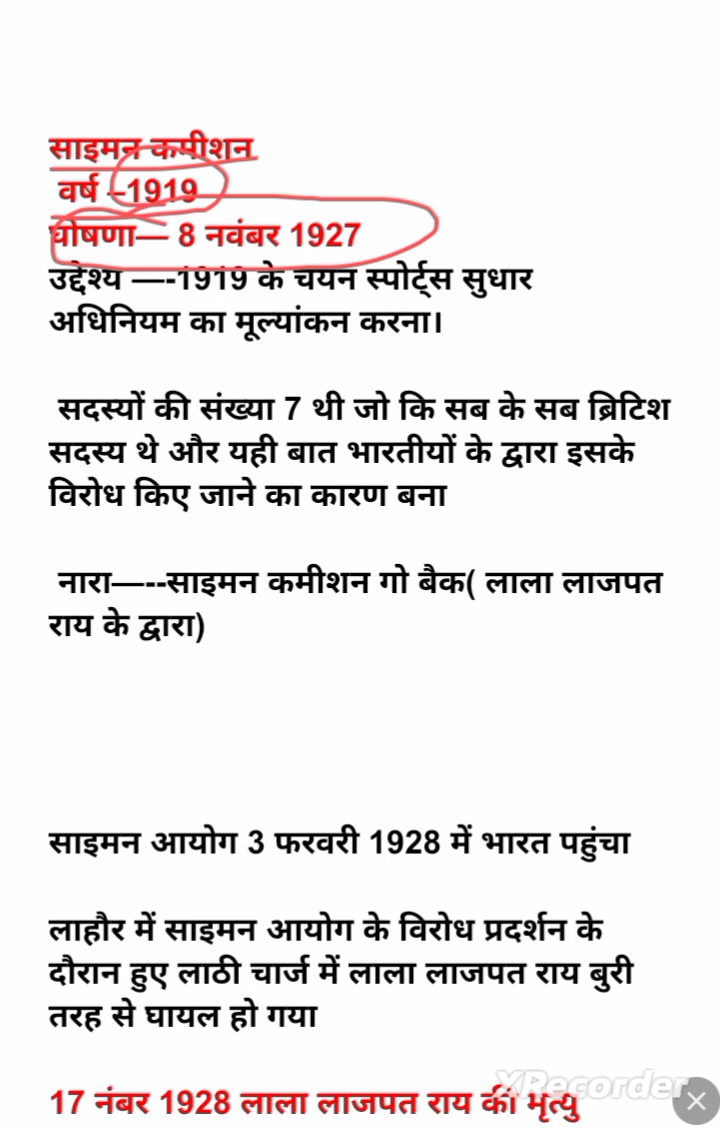 साइमन कमीशन
वर्ष –1919
घोषणा— 8 नवंबर 1927
उद्देश्य —-1919 के चयन स्पोर्ट्स सुधार
अधिनियम का मूल्यांकन करना।
सदस्यों की संख्या 7 थी जो कि सब के सब ब्रिटिश
सदस्य थे और यही बात भारतीयों के द्वारा इसके
विरोध किए जाने का कारण बना
नारा—--साइमन कमीशन गो बैक( लाला लाजपत
राय के द्वारा)
साइमन आयोग 3 फरवरी 1928 में भारत पहुंचा
लाहौर में साइमन आयोग के विरोध प्रदर्शन के
दौरान हुए लाठी चार्ज में लाला लाजपत राय बुरी
तरह से घायल हो गया
17 नंबर 1928 लाला लाजपत राय की मृत्यु
XRecorder